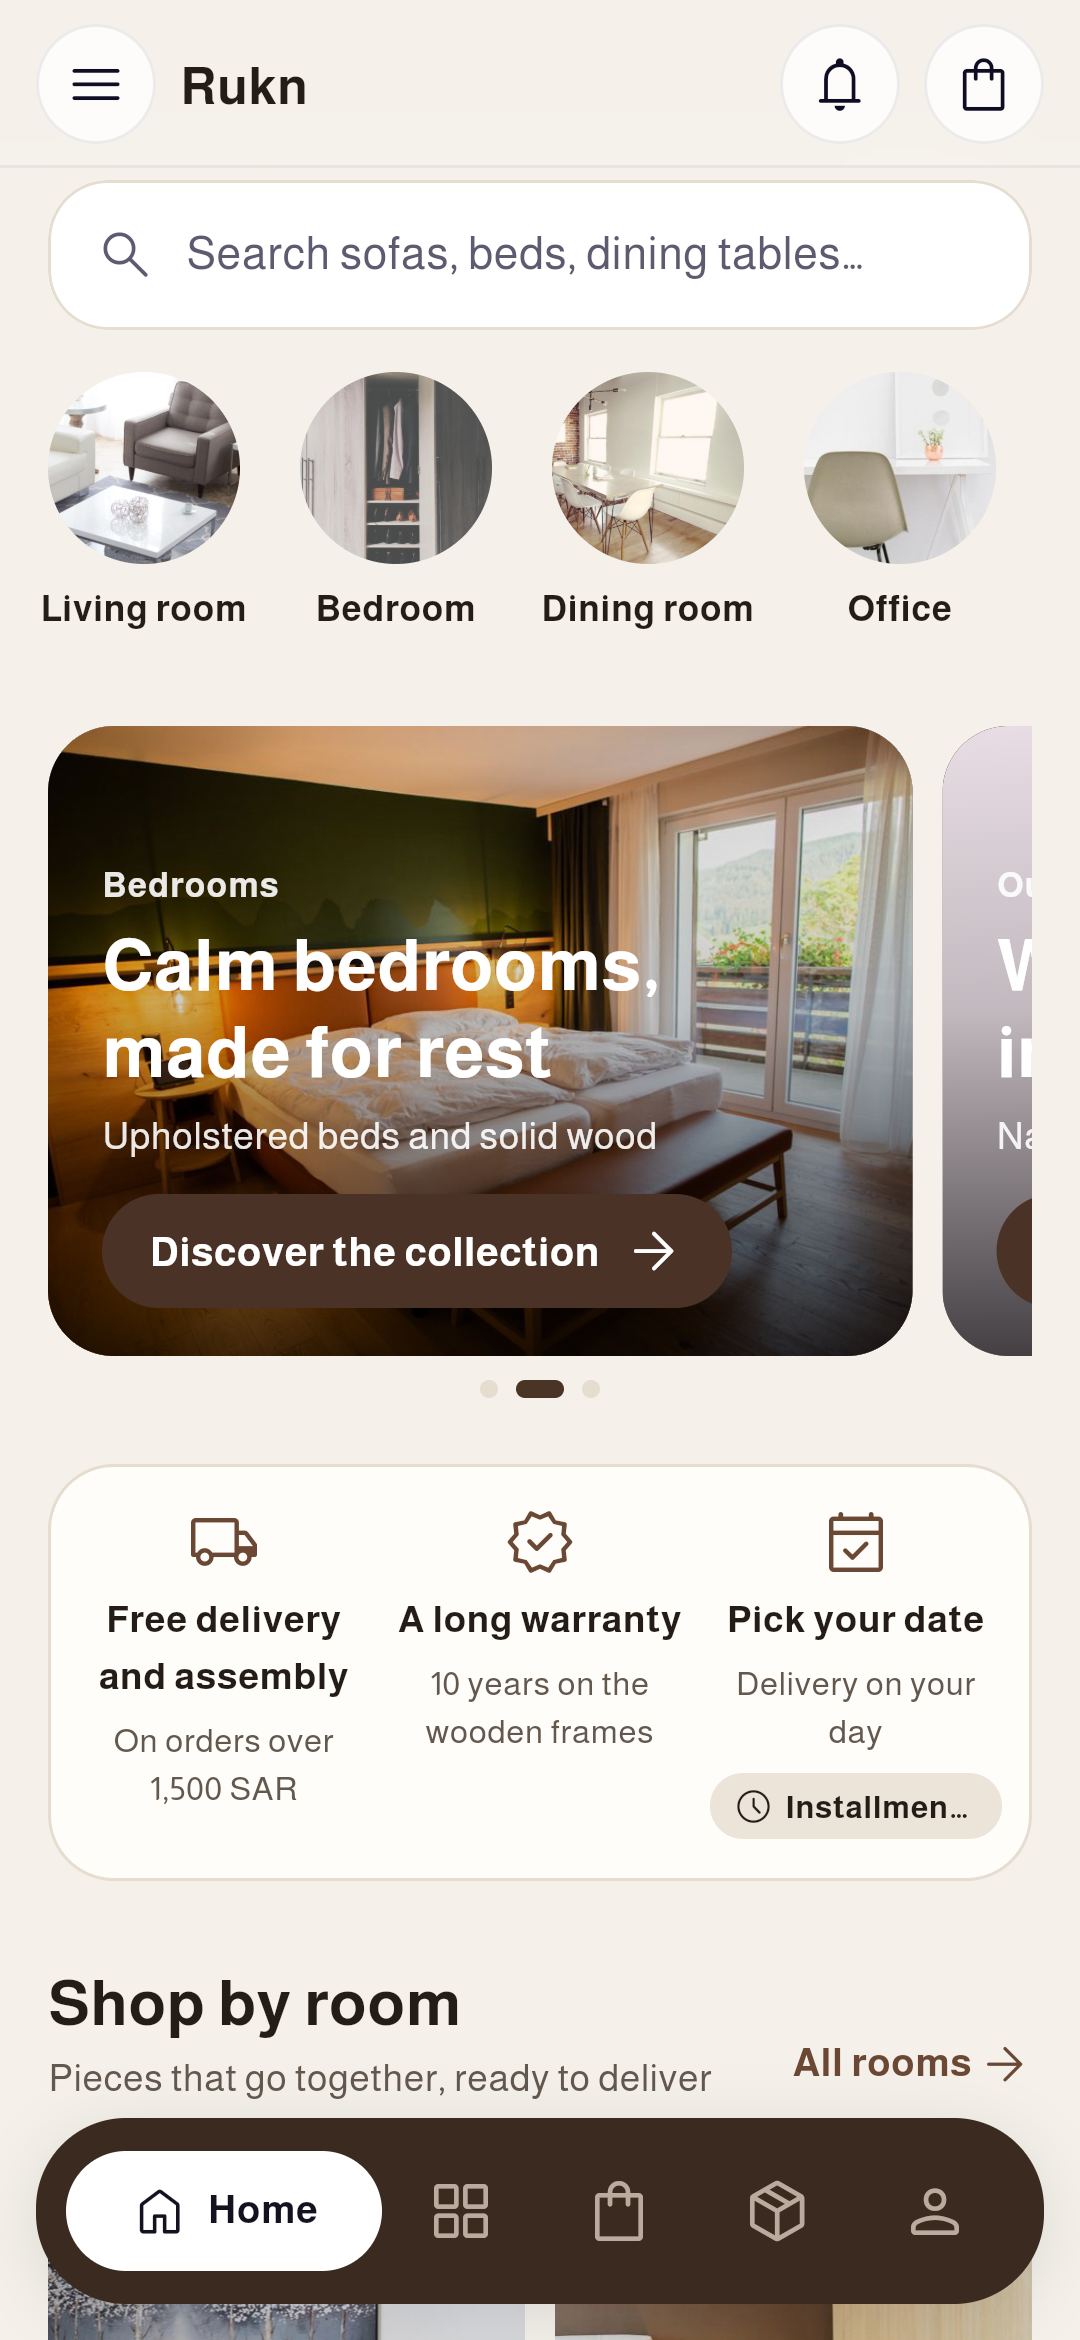 Rukn
Search sofas, beds, dining tables...
Living room
Bedroom
Dining room
Office
Bedrooms
Calm bedrooms,
made for rest
Upholstered beds and solid wood
Discover the collection
Free delivery
and assembly
On orders over
1,500 SAR
A long warranty
10 years on the
wooden frames
Pick your date
Delivery on your
day
Installmen...
Shop by room
Pieces that go together, ready to deliver
All rooms
Home